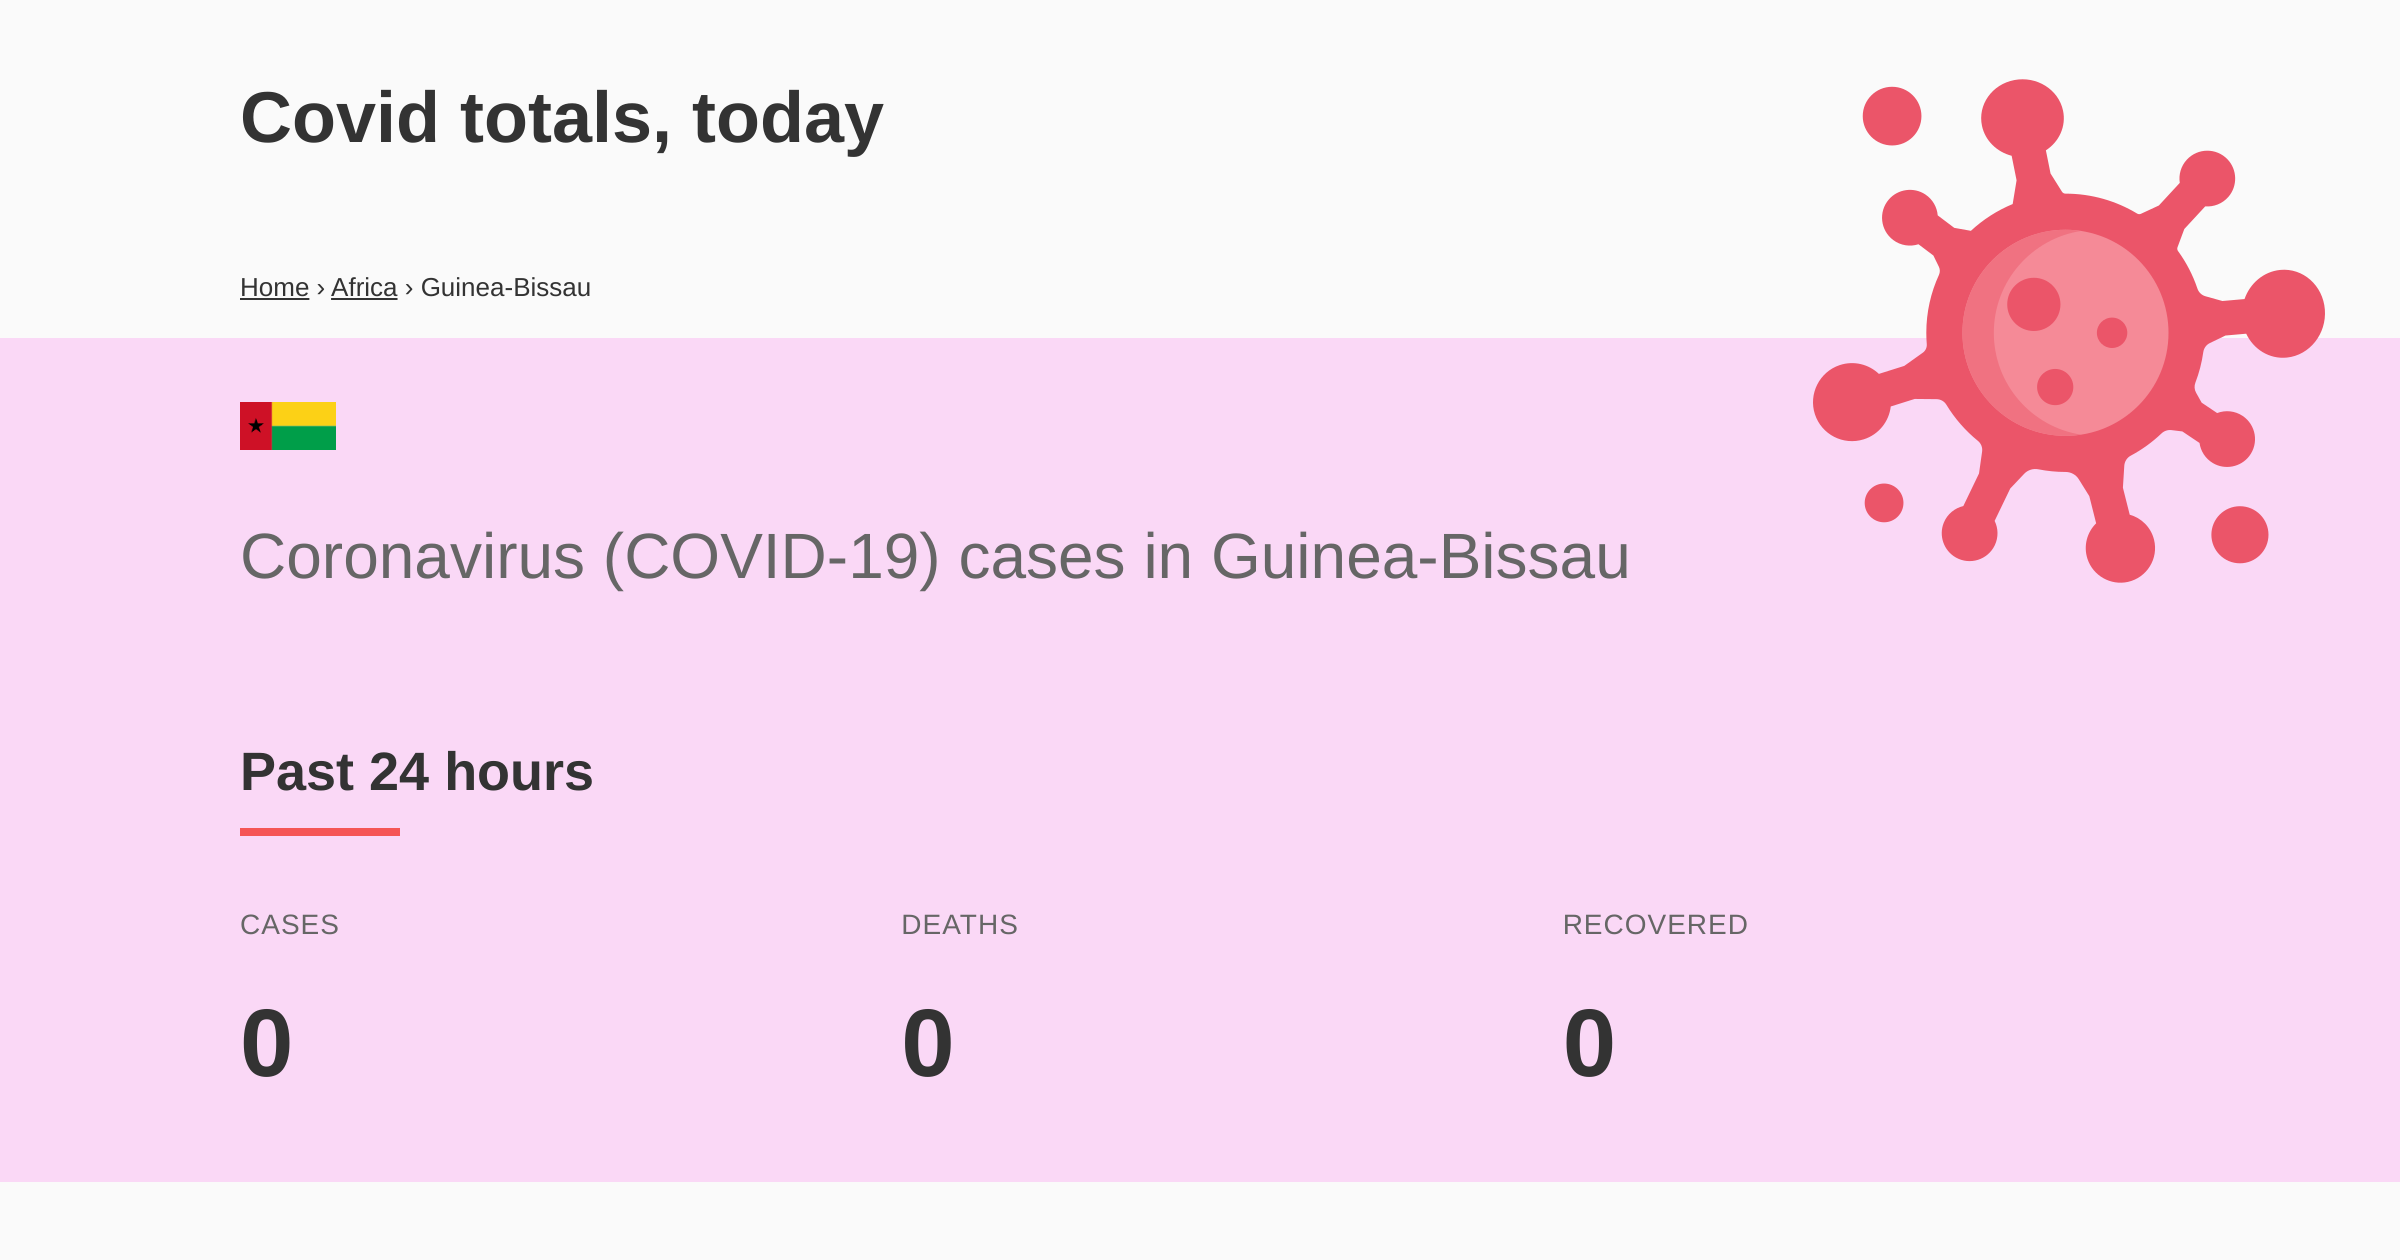 Covid totals, today
Home › Africa › Guinea-Bissau
Coronavirus (COVID-19) cases in Guinea-Bissau
Past 24 hours
CASES DEATHS RECOVERED
0 0 0